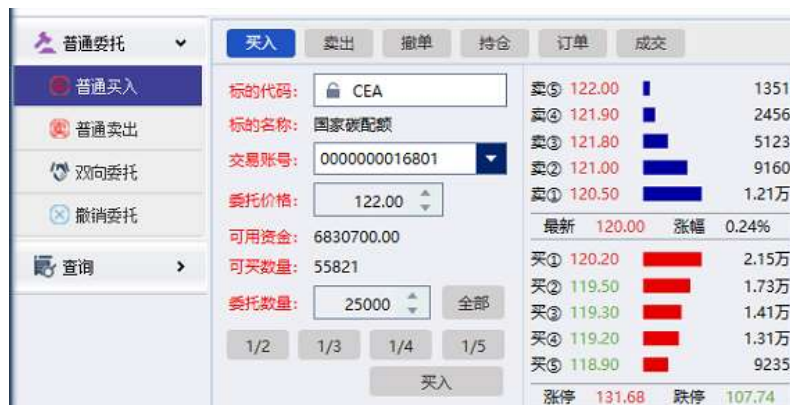 普通委托
普通买入
普通卖出
双向委托
撤销委托
查询
买入 卖出 撤单 持仓 订单 成交
标的代码: CEA
标的名称: 国家碳配额
交易账号: 0000000016801
委托价格: 122.00
可用资金: 6830700.00
可买数量: 55821
委托数量: 25000 全部
1/2 1/3 1/4 1/5
买入
卖⑤ 122.00 1351
卖④ 121.90 2456
卖③ 121.80 5123
卖② 121.00 9160
卖① 120.50 1.21万
最新 120.00 涨幅 0.24%
买① 120.20 2.15万
买② 119.50 1.73万
买③ 119.30 1.41万
买④ 119.20 1.31万
买⑤ 118.90 9235
涨停 131.68 跌停 107.74